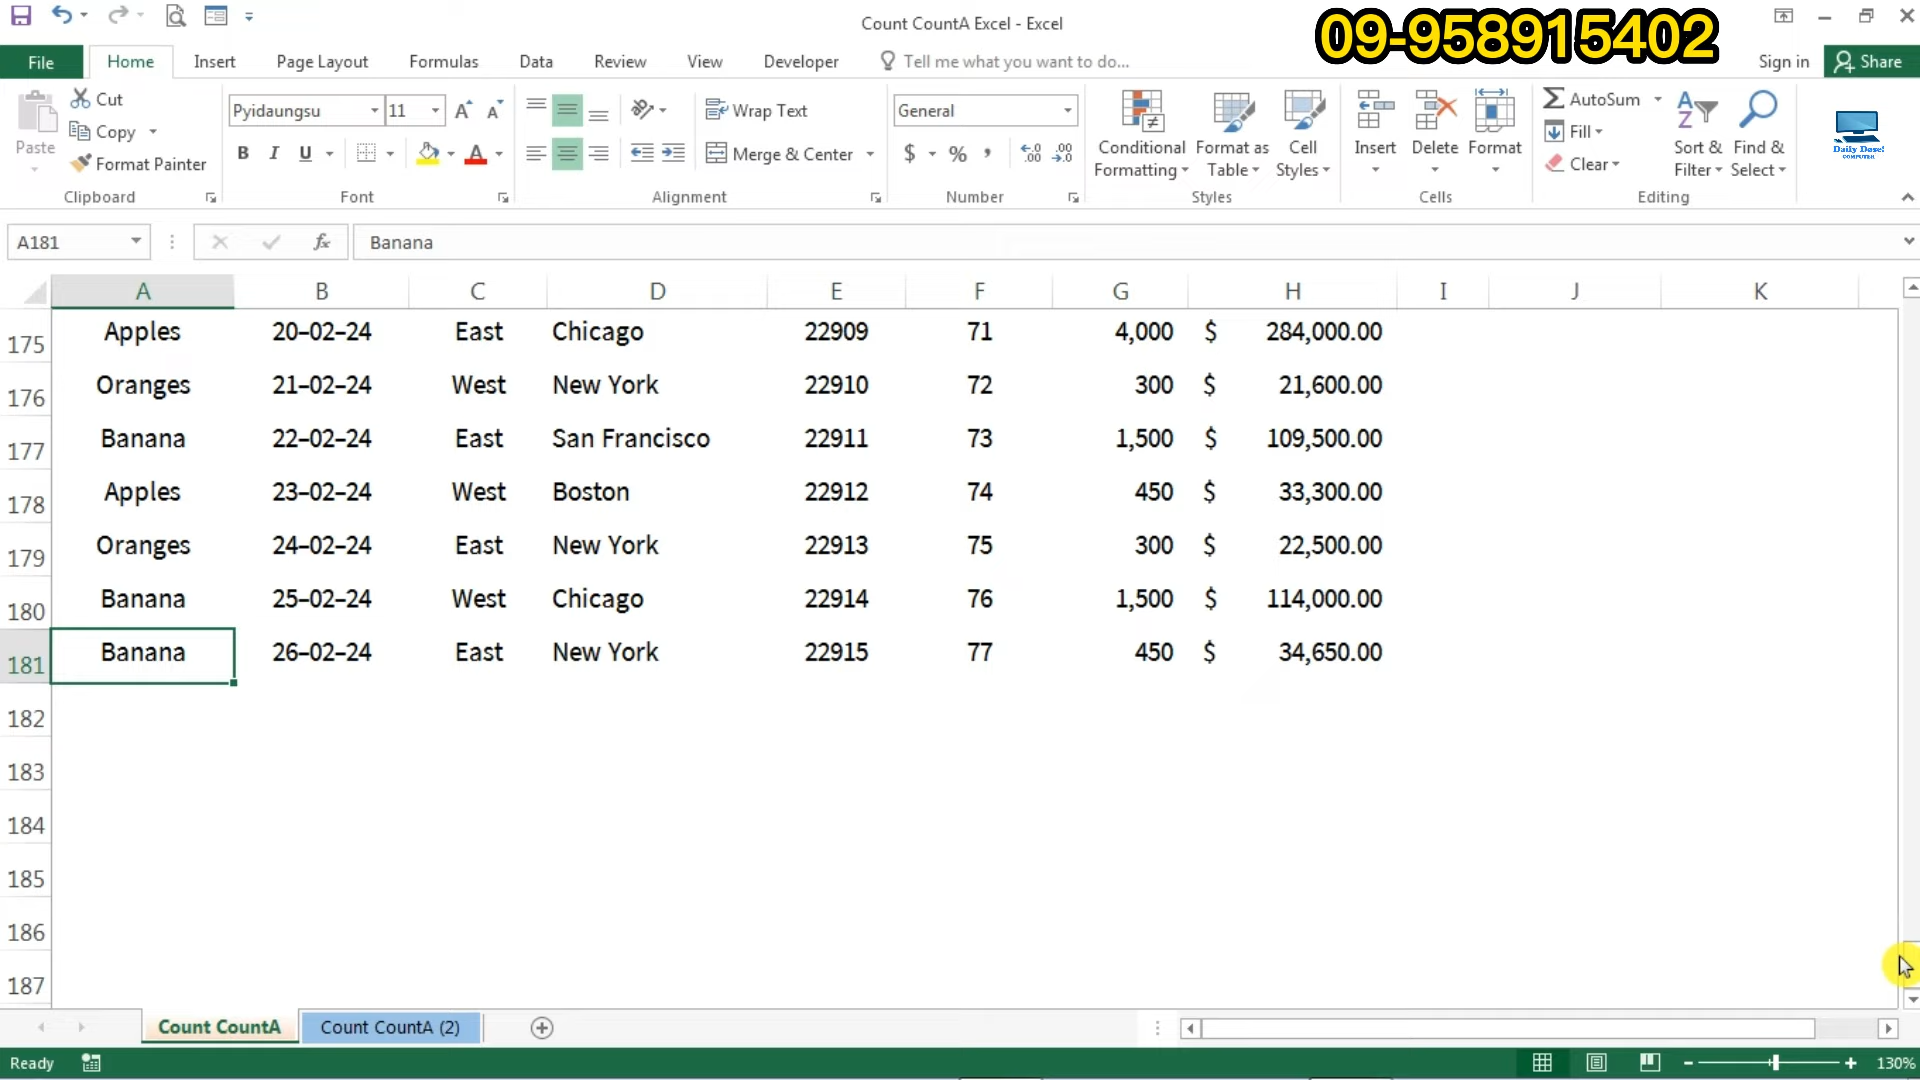 Count CountA Excel - Excel
09-958915402
File Home Insert Page Layout Formulas Data Review View Developer Tell me what you want to do... Sign in Share
Paste
Cut
Copy
Format Painter
Clipboard
Pyidaungsu 11
B I U A
Font
Wrap Text
Merge & Center
Alignment
General
$ % ,
Number
Conditional Formatting
Format as Table
Cell Styles
Styles
Insert
Delete
Format
Cells
AutoSum
Fill
Clear
Sort & Filter
Find & Select
Editing
Daily Dose!
COMPUTER
A181 fx Banana
A B C D E F G H I J K
175 Apples 20-02-24 East Chicago 22909 71 4,000 $ 284,000.00
176 Oranges 21-02-24 West New York 22910 72 300 $ 21,600.00
177 Banana 22-02-24 East San Francisco 22911 73 1,500 $ 109,500.00
178 Apples 23-02-24 West Boston 22912 74 450 $ 33,300.00
179 Oranges 24-02-24 East New York 22913 75 300 $ 22,500.00
180 Banana 25-02-24 West Chicago 22914 76 1,500 $ 114,000.00
181 Banana 26-02-24 East New York 22915 77 450 $ 34,650.00
182
183
184
185
186
187
Count CountA Count CountA (2)
Ready 130%